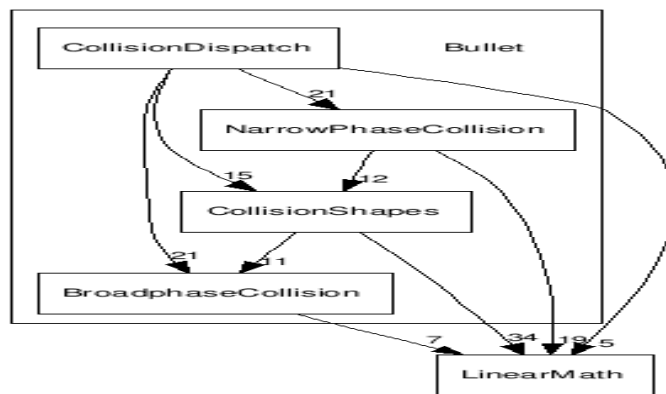 CollisionDispatch
Bullet
21
NarrowPhaseCollision
15
12
CollisionShapes
21
11
BroadphaseCollision
7
34
19
5
LinearMath